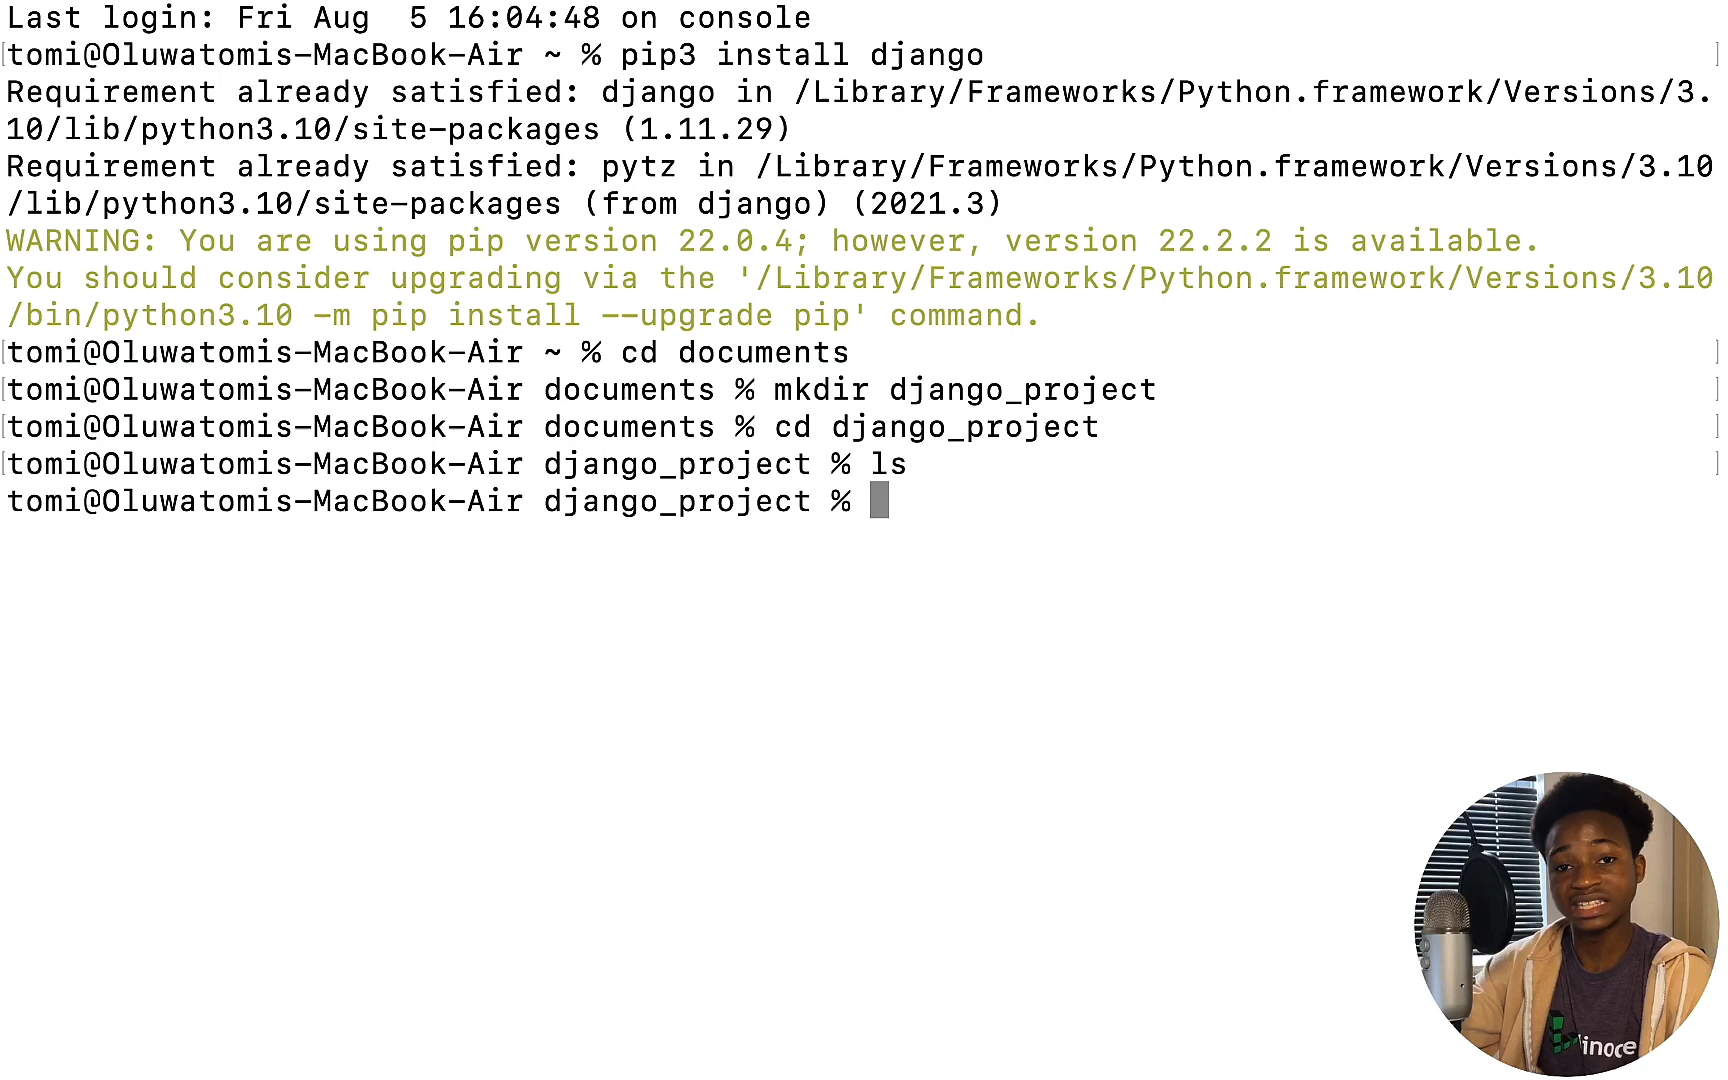 Last login: Fri Aug  5 16:04:48 on console
[tomi@Oluwatomis-MacBook-Air ~ % pip3 install django ]
Requirement already satisfied: django in /Library/Frameworks/Python.framework/Versions/3.
10/lib/python3.10/site-packages (1.11.29)
Requirement already satisfied: pytz in /Library/Frameworks/Python.framework/Versions/3.10
/lib/python3.10/site-packages (from django) (2021.3)
WARNING: You are using pip version 22.0.4; however, version 22.2.2 is available.
You should consider upgrading via the '/Library/Frameworks/Python.framework/Versions/3.10
/bin/python3.10 -m pip install --upgrade pip' command.
[tomi@Oluwatomis-MacBook-Air ~ % cd documents ]
[tomi@Oluwatomis-MacBook-Air documents % mkdir django_project ]
[tomi@Oluwatomis-MacBook-Air documents % cd django_project ]
[tomi@Oluwatomis-MacBook-Air django_project % ls ]
tomi@Oluwatomis-MacBook-Air django_project %